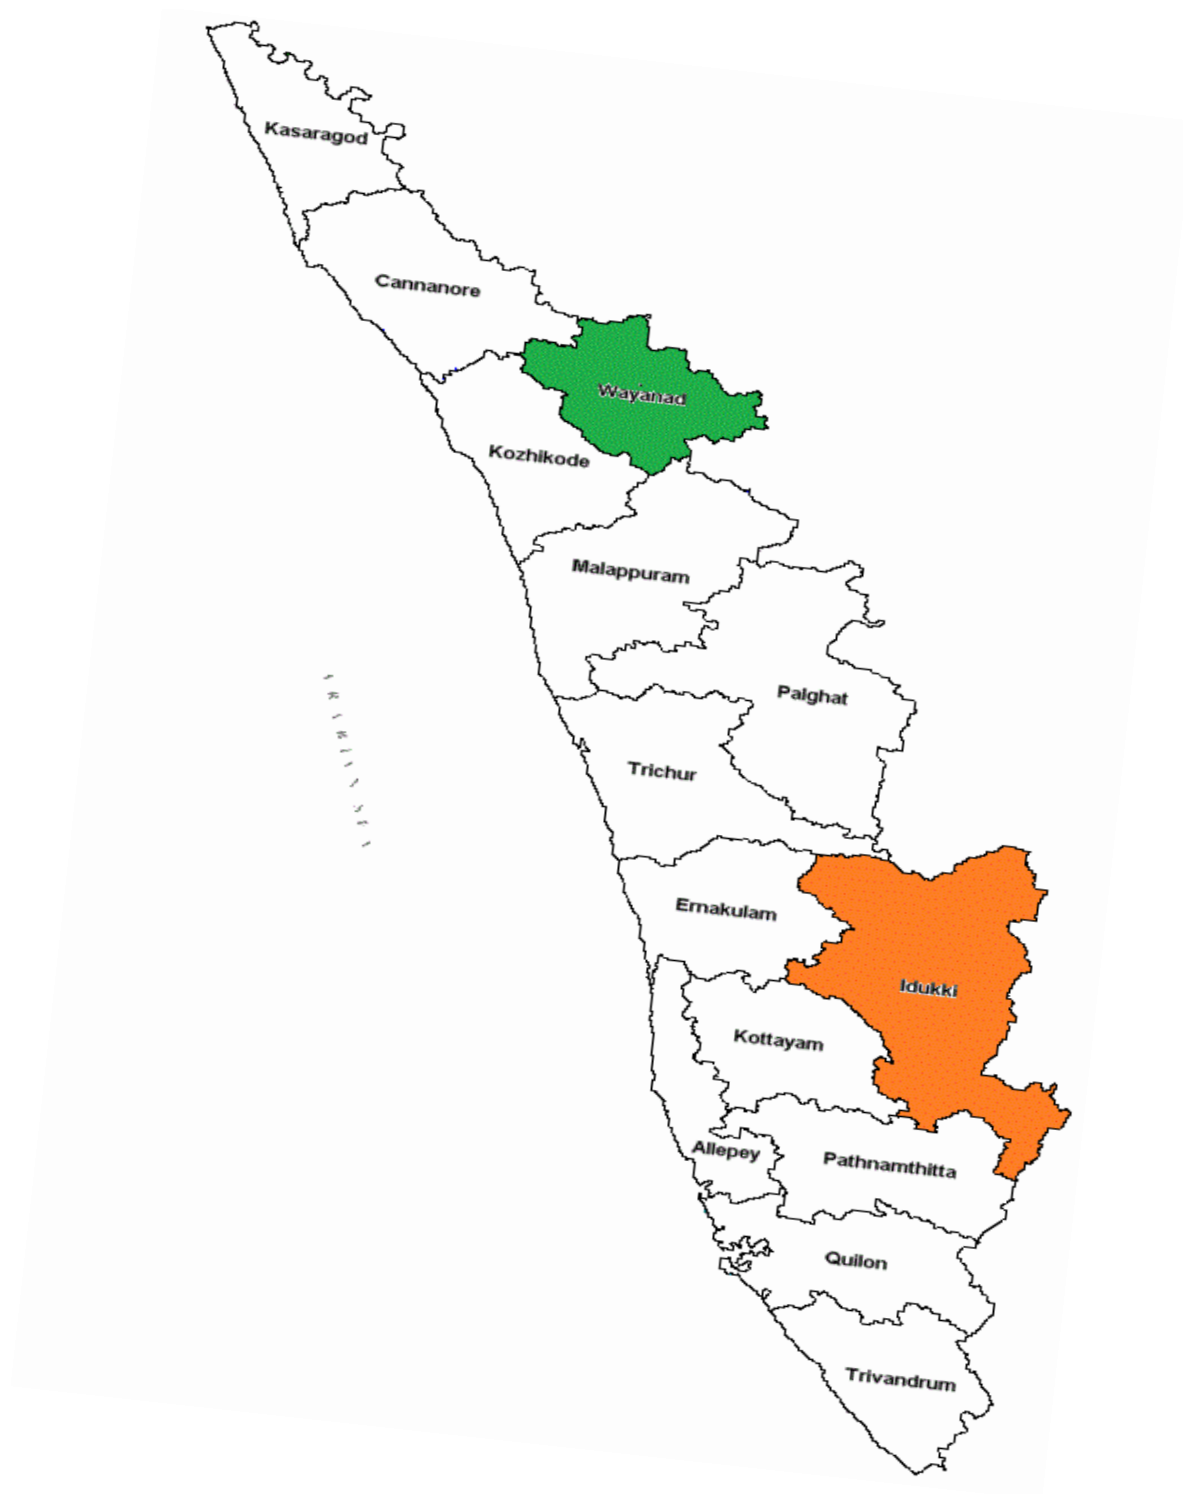 Kasaragod
Cannanore
Wayanad
Kozhikode
Malappuram
Palghat
Trichur
Ernakulam
Idukki
Kottayam
Allepey
Pathnamthitta
Quilon
Trivandrum